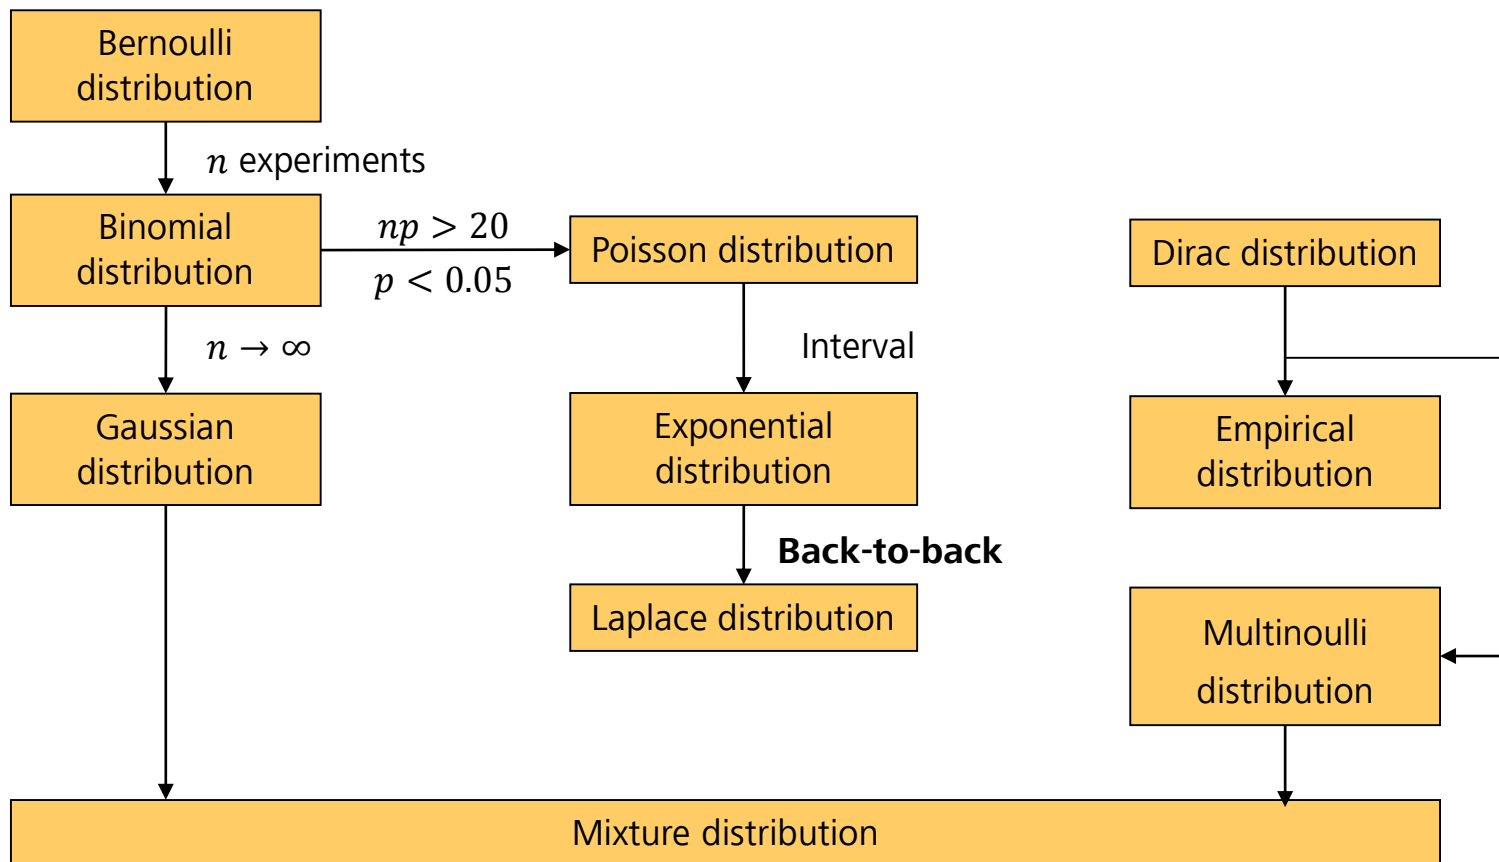 Bernoulli
distribution
n experiments
Binomial
distribution
np > 20
p < 0.05
Poisson distribution
Dirac distribution
n → ∞
Interval
Gaussian
distribution
Exponential
distribution
Empirical
distribution
Back-to-back
Laplace distribution
Multinoulli
distribution
Mixture distribution